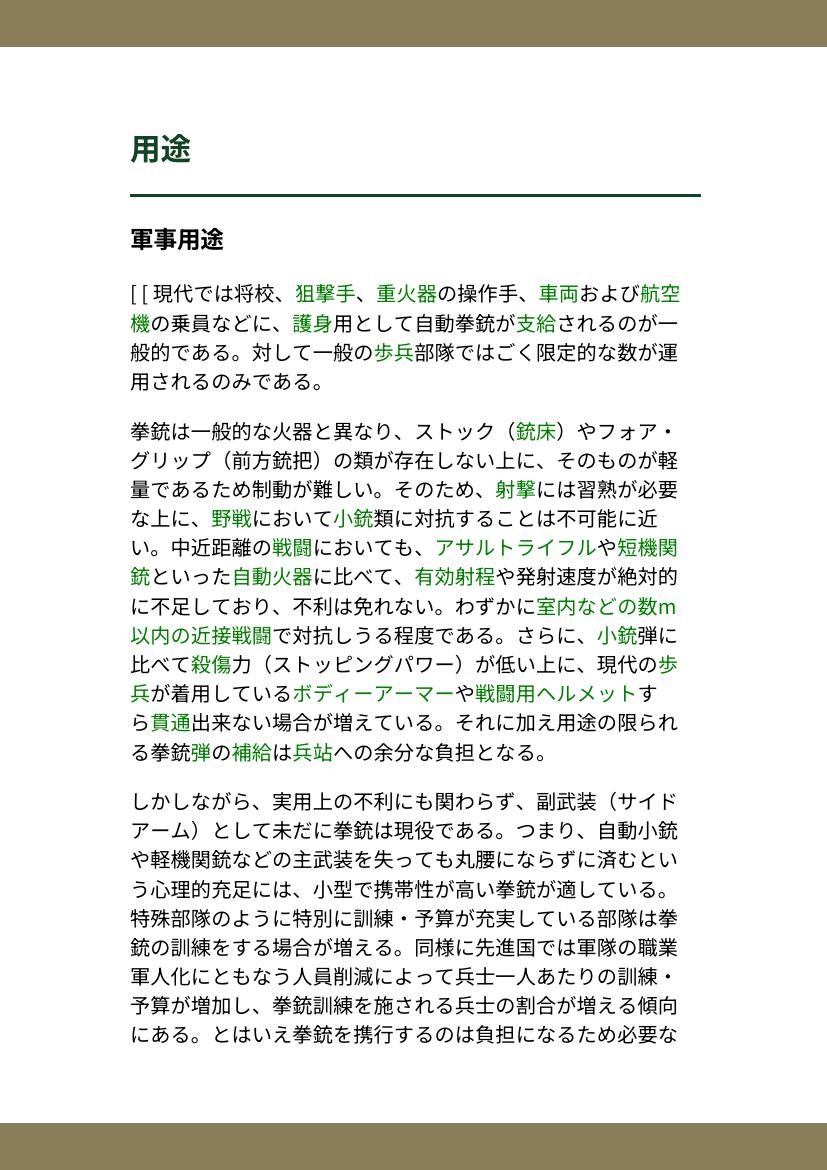 用途
軍事用途
[ [ 現代では将校、狙撃手、重火器の操作手、車両および航空
機の乗員などに、護身用として自動拳銃が支給されるのが一
般的である。対して一般の歩兵部隊ではごく限定的な数が運
用されるのみである。
拳銃は一般的な火器と異なり、ストック（銃床）やフォア・
グリップ（前方銃把）の類が存在しない上に、そのものが軽
量であるため制動が難しい。そのため、射撃には習熟が必要
な上に、野戦において小銃類に対抗することは不可能に近
い。中近距離の戦闘においても、アサルトライフルや短機関
銃といった自動火器に比べて、有効射程や発射速度が絶対的
に不足しており、不利は免れない。わずかに室内などの数m
以内の近接戦闘で対抗しうる程度である。さらに、小銃弾に
比べて殺傷力（ストッピングパワー）が低い上に、現代の歩
兵が着用しているボディーアーマーや戦闘用ヘルメットす
ら貫通出来ない場合が増えている。それに加え用途の限られ
る拳銃弾の補給は兵站への余分な負担となる。
しかしながら、実用上の不利にも関わらず、副武装（サイド
アーム）として未だに拳銃は現役である。つまり、自動小銃
や軽機関銃などの主武装を失っても丸腰にならずに済むとい
う心理的充足には、小型で携帯性が高い拳銃が適している。
特殊部隊のように特別に訓練・予算が充実している部隊は拳
銃の訓練をする場合が増える。同様に先進国では軍隊の職業
軍人化にともなう人員削減によって兵士一人あたりの訓練・
予算が増加し、拳銃訓練を施される兵士の割合が増える傾向
にある。とはいえ拳銃を携行するのは負担になるため必要な